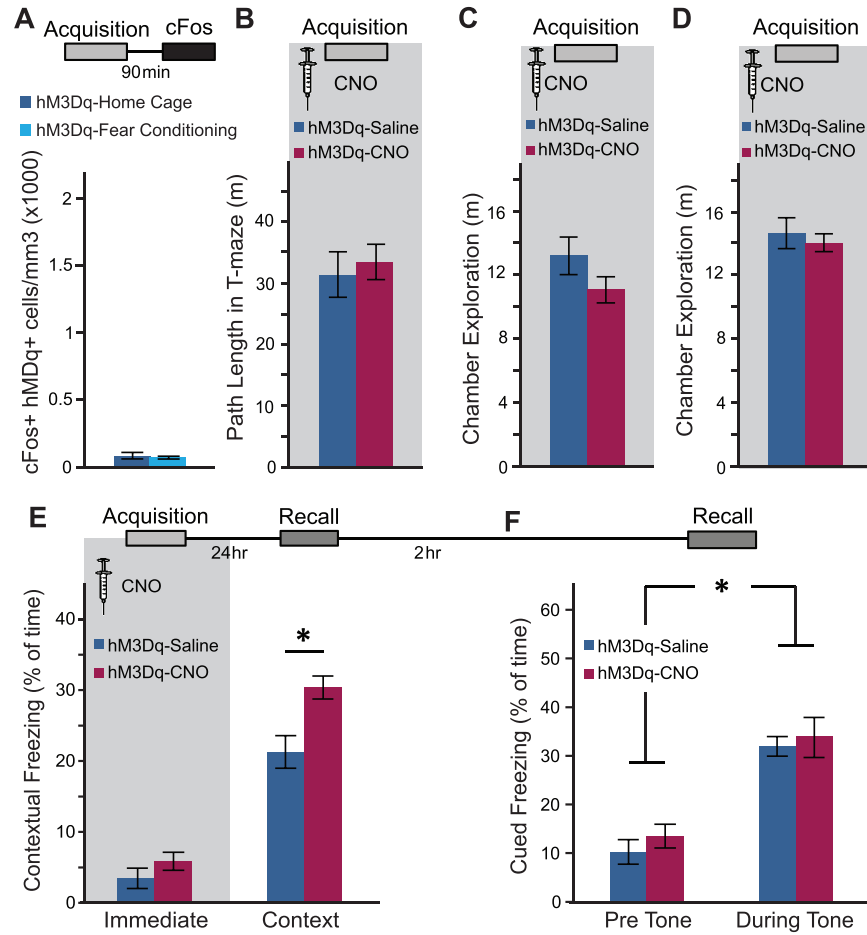 A
Acquisition
cFos
90min
hM3Dq-Home Cage
hM3Dq-Fear Conditioning
cFos+ hMDq+ cells/mm3 (x1000)
2
1.5
1
0.5
0
B
Acquisition
CNO
hM3Dq-Saline
hM3Dq-CNO
Path Length in T-maze (m)
40
30
20
10
0
C
Acquisition
CNO
hM3Dq-Saline
hM3Dq-CNO
Chamber Exploration (m)
16
12
8
4
0
D
Acquisition
CNO
hM3Dq-Saline
hM3Dq-CNO
Chamber Exploration (m)
16
12
8
4
0
E
Acquisition
24hr
Recall
2hr
CNO
hM3Dq-Saline
hM3Dq-CNO
*
Contextual Freezing (% of time)
40
30
20
10
0
Immediate
Context
F
Recall
*
hM3Dq-Saline
hM3Dq-CNO
Cued Freezing (% of time)
60
50
40
30
20
10
0
Pre Tone
During Tone